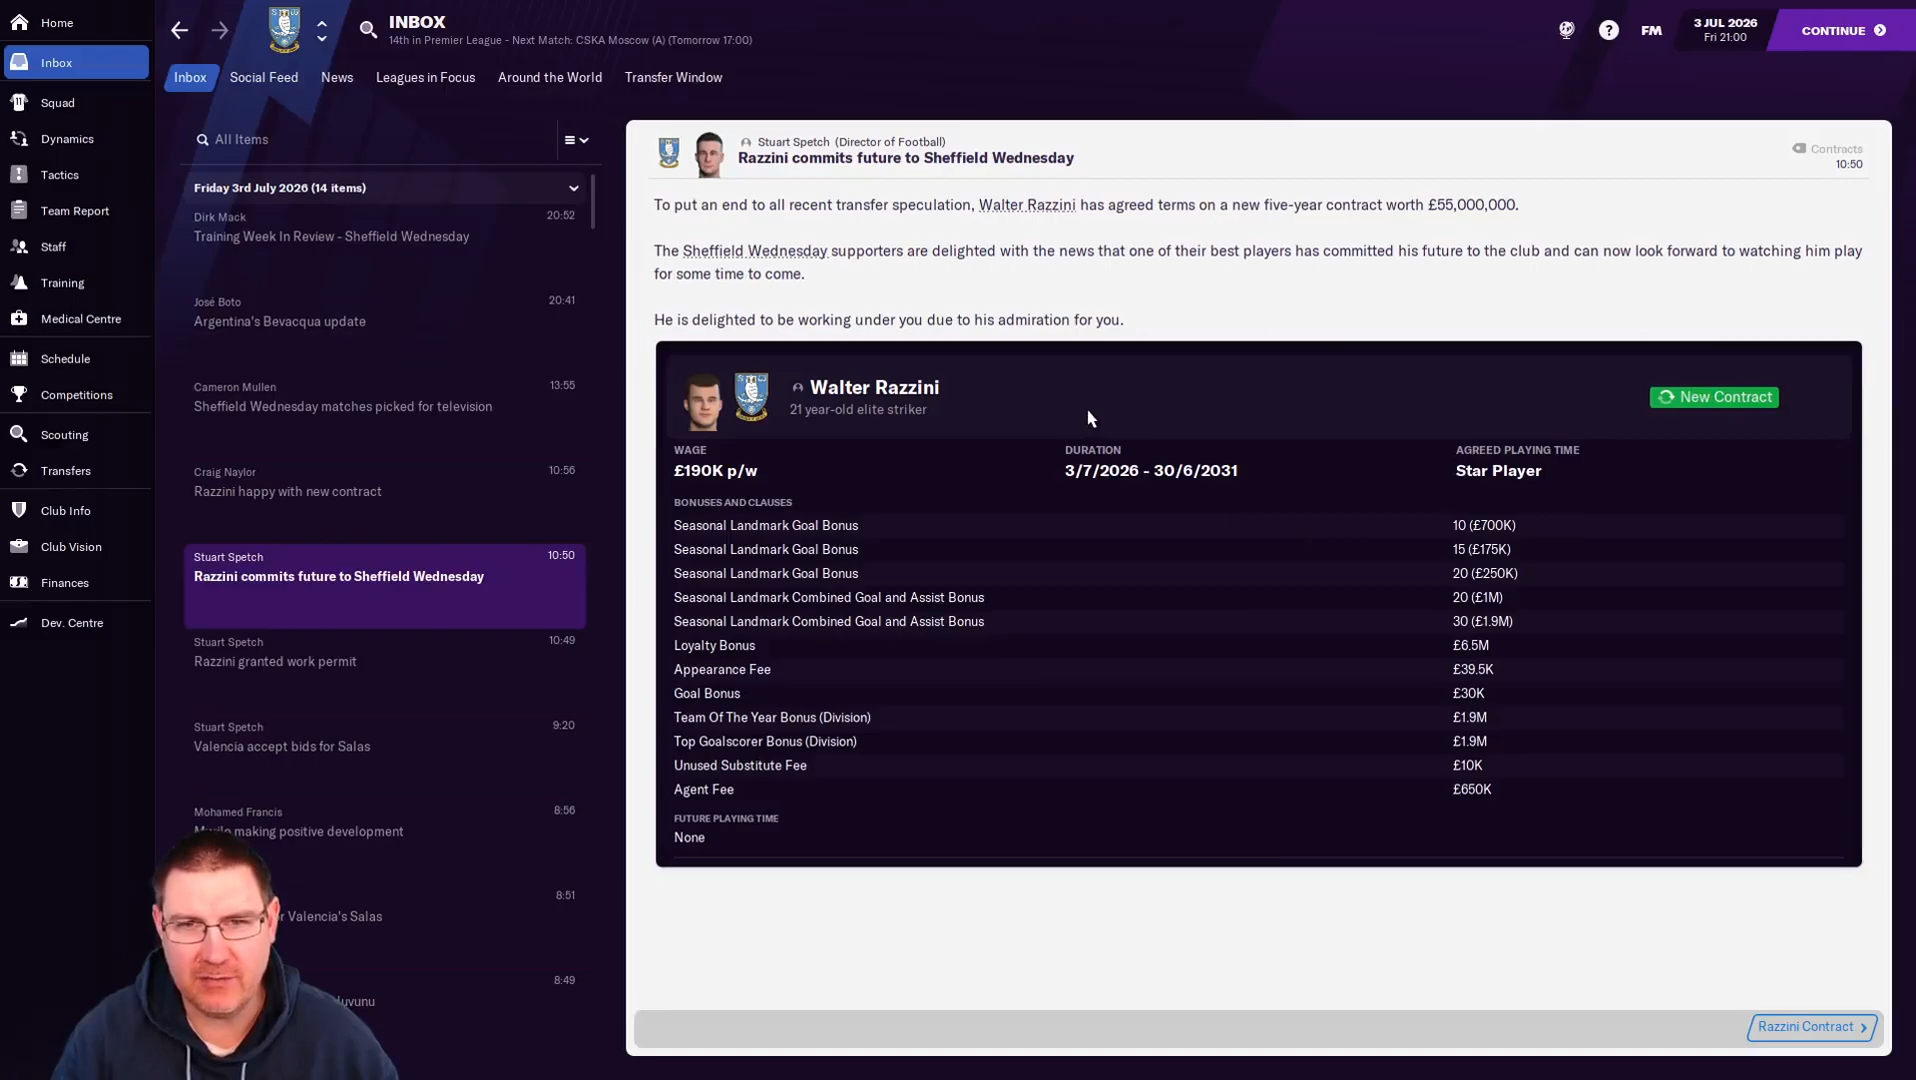 Home
Inbox
Squad
Dynamics
Tactics
Team Report
Staff
Training
Medical Centre
Schedule
Competitions
Scouting
Transfers
Club Info
Club Vision
Finances
Dev. Centre
INBOX
14th in Premier League - Next Match: CSKA Moscow (A) (Tomorrow 17:00)
? FM
3 JUL 2026
Fri 21:00
CONTINUE
Inbox Social Feed News Leagues in Focus Around the World Transfer Window
All Items
Friday 3rd July 2026 (14 items)
Dirk Mack 20:52
Training Week In Review - Sheffield Wednesday
José Boto 20:41
Argentina's Bevacqua update
Cameron Mullen 13:55
Sheffield Wednesday matches picked for television
Craig Naylor 10:56
Razzini happy with new contract
Stuart Spetch 10:50
Razzini commits future to Sheffield Wednesday
Stuart Spetch 10:49
Razzini granted work permit
Stuart Spetch 9:20
Valencia accept bids for Salas
Mohamed Francis 8:56
making positive development
8:51
Valencia's Salas
8:49
Stuart Spetch (Director of Football)
Razzini commits future to Sheffield Wednesday
Contracts
10:50
To put an end to all recent transfer speculation, Walter Razzini has agreed terms on a new five-year contract worth £55,000,000.
The Sheffield Wednesday supporters are delighted with the news that one of their best players has committed his future to the club and can now look forward to watching him play
for some time to come.
He is delighted to be working under you due to his admiration for you.
Walter Razzini
21 year-old elite striker
New Contract
WAGE DURATION AGREED PLAYING TIME
£190K p/w 3/7/2026 - 30/6/2031 Star Player
BONUSES AND CLAUSES
Seasonal Landmark Goal Bonus 10 (£700K)
Seasonal Landmark Goal Bonus 15 (£175K)
Seasonal Landmark Goal Bonus 20 (£250K)
Seasonal Landmark Combined Goal and Assist Bonus 20 (£1M)
Seasonal Landmark Combined Goal and Assist Bonus 30 (£1.9M)
Loyalty Bonus £6.5M
Appearance Fee £39.5K
Goal Bonus £30K
Team Of The Year Bonus (Division) £1.9M
Top Goalscorer Bonus (Division) £1.9M
Unused Substitute Fee £10K
Agent Fee £650K
FUTURE PLAYING TIME
None
Razzini Contract